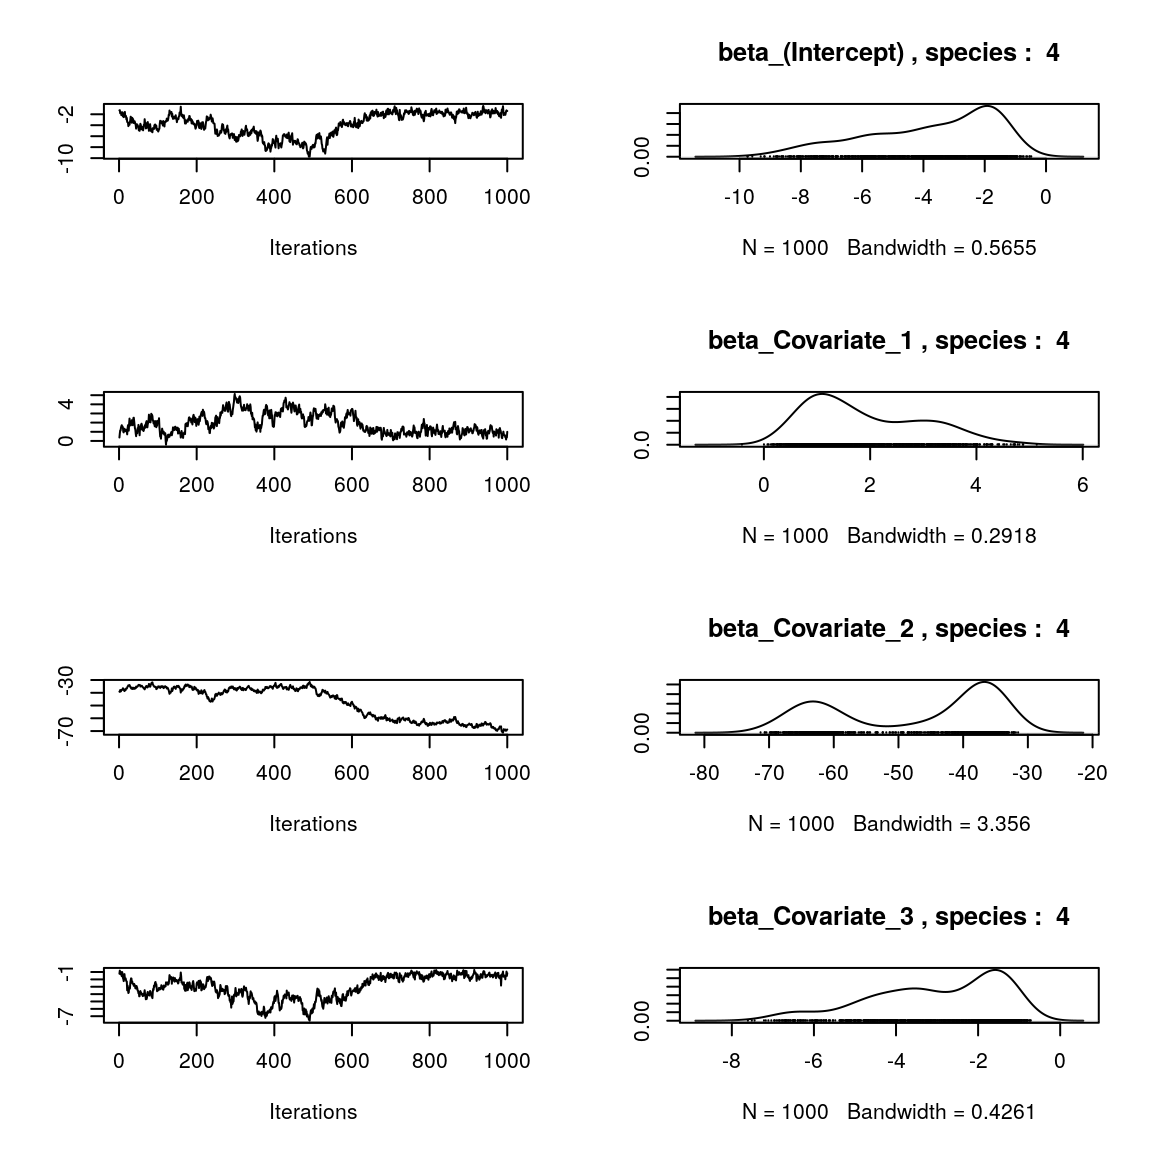 beta_(Intercept) , species :  4
-2
-10
0 200 400 600 800 1000
Iterations
0.00
-10 -8 -6 -4 -2 0
N = 1000   Bandwidth = 0.5655
beta_Covariate_1 , species :  4
4
0
0 200 400 600 800 1000
Iterations
0.0
0 2 4 6
N = 1000   Bandwidth = 0.2918
beta_Covariate_2 , species :  4
-30
-70
0 200 400 600 800 1000
Iterations
0.00
-80 -70 -60 -50 -40 -30 -20
N = 1000   Bandwidth = 3.356
beta_Covariate_3 , species :  4
-1
-7
0 200 400 600 800 1000
Iterations
0.00
-8 -6 -4 -2 0
N = 1000   Bandwidth = 0.4261